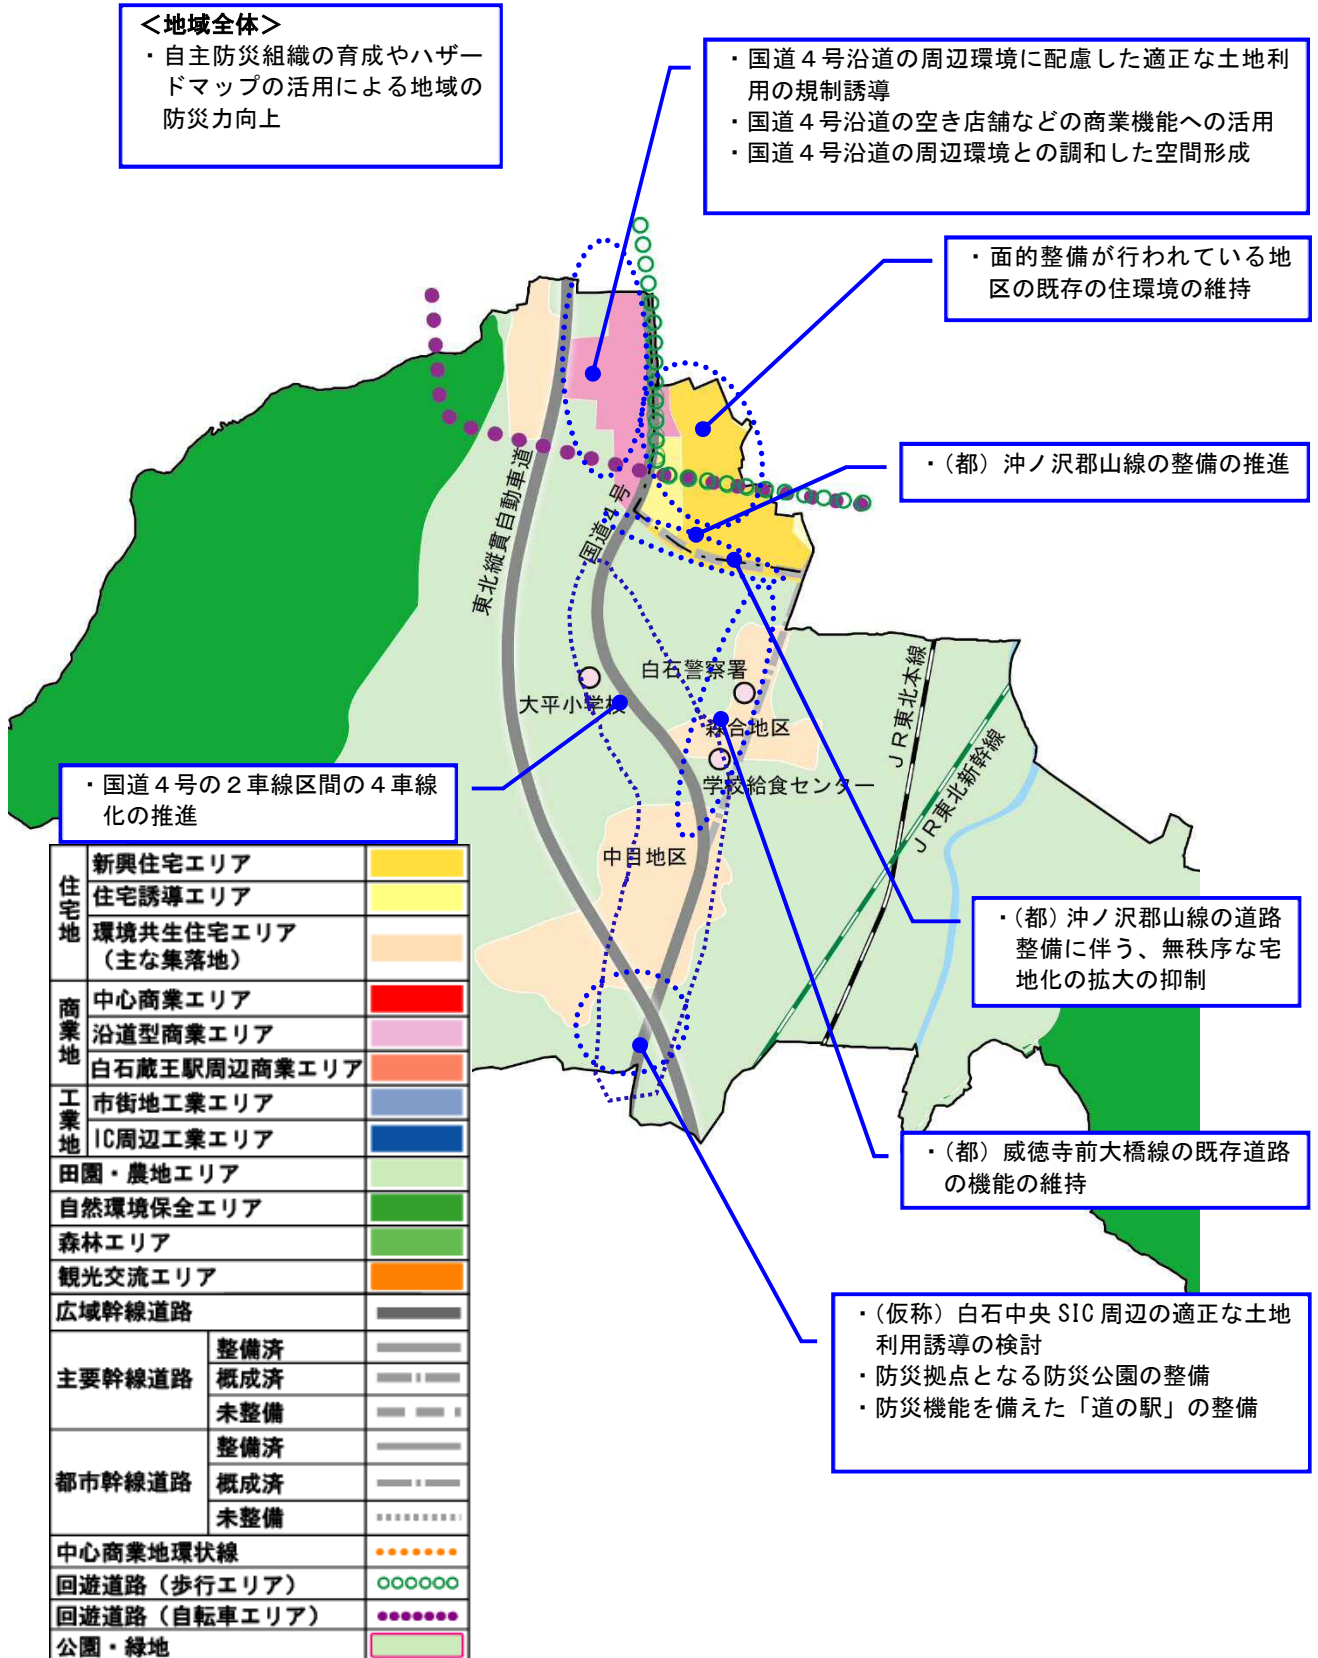 ＜地域全体＞
・自主防災組織の育成やハザー
ドマップの活用による地域の
防災力向上
・国道４号沿道の周辺環境に配慮した適正な土地利
用の規制誘導
・国道４号沿道の空き店舗などの商業機能への活用
・国道４号沿道の周辺環境との調和した空間形成
・面的整備が行われている地
区の既存の住環境の維持
・（都）沖ノ沢郡山線の整備の推進
東北縦貫自動車道
国道４号
白石警察署
大平小学校
森合地区
学校給食センター
中目地区
ＪＲ東北本線
ＪＲ東北新幹線
・国道４号の２車線区間の４車線
化の推進
・（都）沖ノ沢郡山線の道路
整備に伴う、無秩序な宅
地化の拡大の抑制
・（都）威徳寺前大橋線の既存道路
の機能の維持
・（仮称）白石中央 SIC 周辺の適正な土地
利用誘導の検討
・防災拠点となる防災公園の整備
・防災機能を備えた「道の駅」の整備
住宅地
新興住宅エリア
住宅誘導エリア
環境共生住宅エリア
（主な集落地）
商業地
中心商業エリア
沿道型商業エリア
白石蔵王駅周辺商業エリア
工業地
市街地工業エリア
IC周辺工業エリア
田園・農地エリア
自然環境保全エリア
森林エリア
観光交流エリア
広域幹線道路
主要幹線道路
整備済
概成済
未整備
都市幹線道路
整備済
概成済
未整備
中心商業地環状線
回遊道路（歩行エリア）
回遊道路（自転車エリア）
公園・緑地